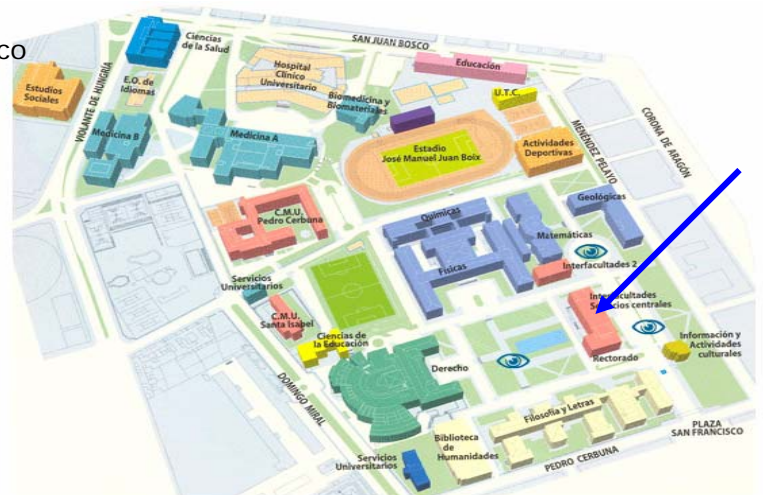 co
SAN JUAN BOSCO
Ciencias
de la Salud
Hospital
Clínico
Universitario
Educación
U.T.C.
Estudios
Sociales
E.O. de
Idiomas
VIOLANTE DE HUNGRÍA
Biomedicina y
Biomateriales
MENÉNDEZ PELAYO
CORONA DE ARAGÓN
Medicina B
Medicina A
Estadio
José Manuel Juan Boix
Actividades
Deportivas
C.M.U.
Pedro Cerbuna
Químicas
Geológicas
Matemáticas
Físicas
Interfacultades 2
Servicios
Universitarios
Interfacultades
Servicios centrales
C.M.U.
Santa Isabel
Ciencias de
la Educación
Derecho
Rectorado
Información y
Actividades
culturales
DOMINGO MIRAL
Filosofía y Letras
Biblioteca
de
Humanidades
PLAZA
SAN FRANCISCO
Servicios
Universitarios
PEDRO CERBUNA